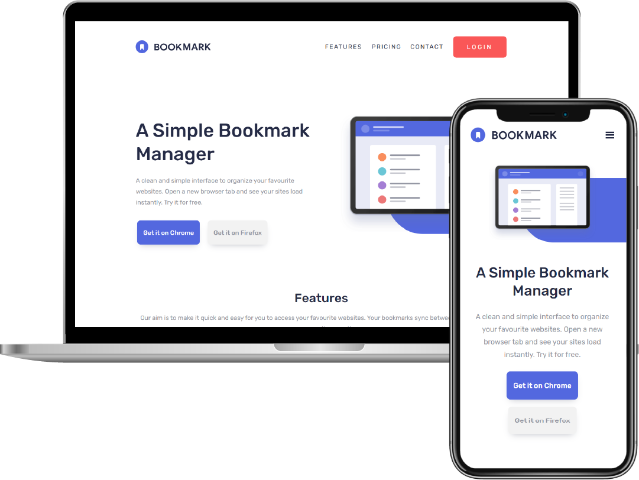 BOOKMARK
FEATURES PRICING CONTACT LOGIN
A Simple Bookmark
Manager
A clean and simple interface to organize your favourite
websites. Open a new browser tab and see your sites load
instantly. Try it for free.
Get it on Chrome Get it on Firefox
Features
Our aim is to make it quick and easy for you to access your favourite websites. Your bookmarks sync between
BOOKMARK
A Simple Bookmark
Manager
A clean and simple interface to organize
your favourite websites. Open a new
browser tab and see your sites load
instantly. Try it for free.
Get it on Chrome
Get it on Firefox